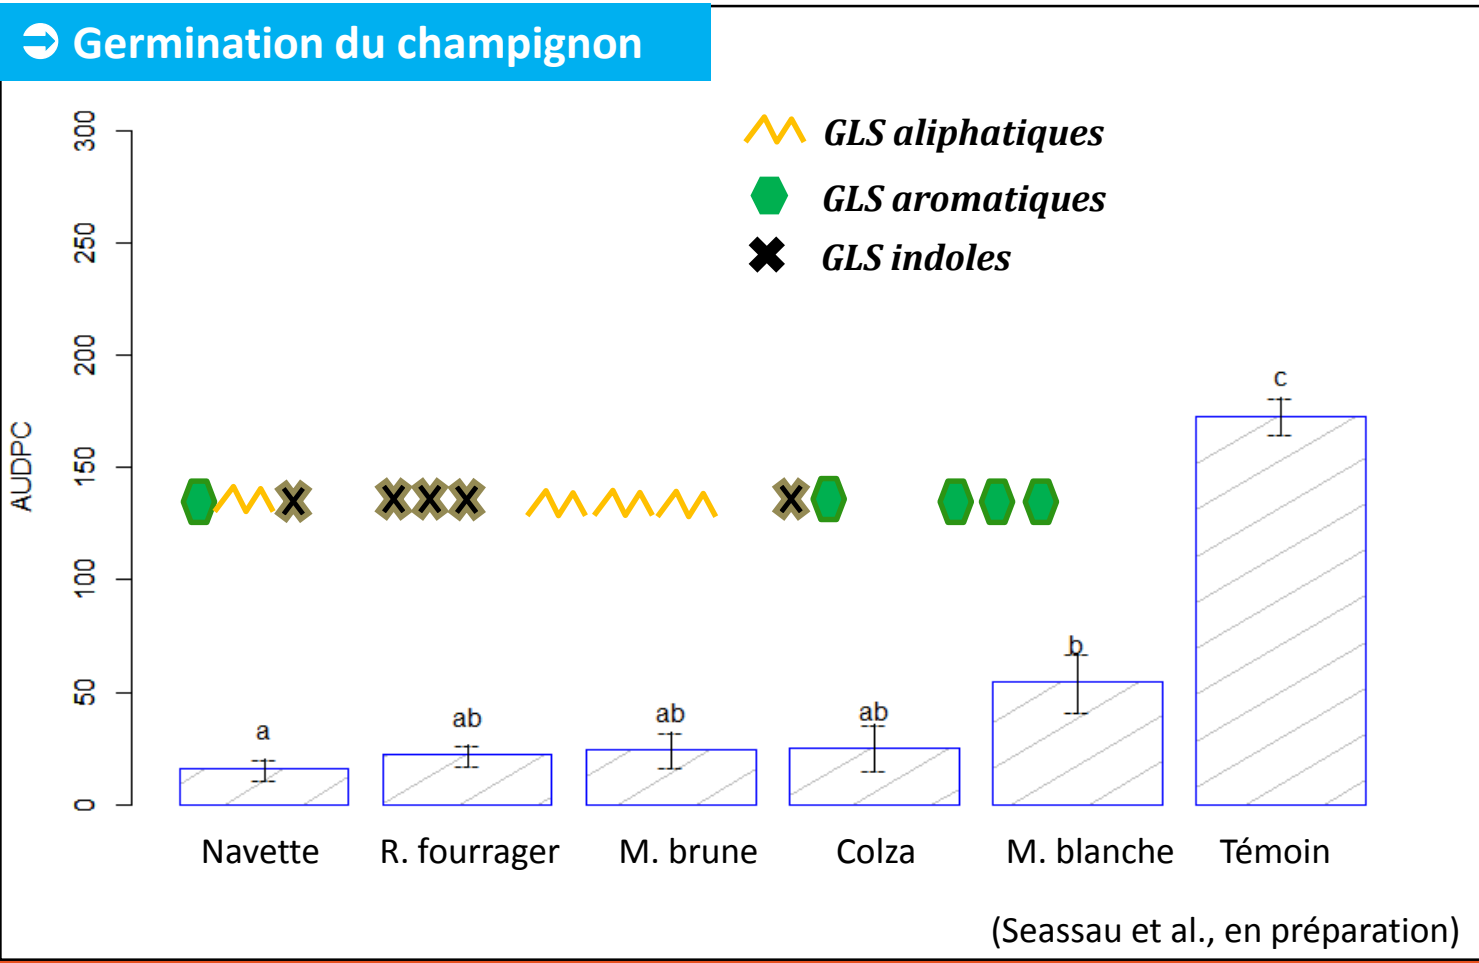 Germination du champignon
GLS aliphatiques
GLS aromatiques
GLS indoles
AUDPC
300
250
200
150
100
50
0
a
ab
ab
ab
b
c
Navette R. fourrager M. brune Colza M. blanche Témoin
(Seassau et al., en préparation)